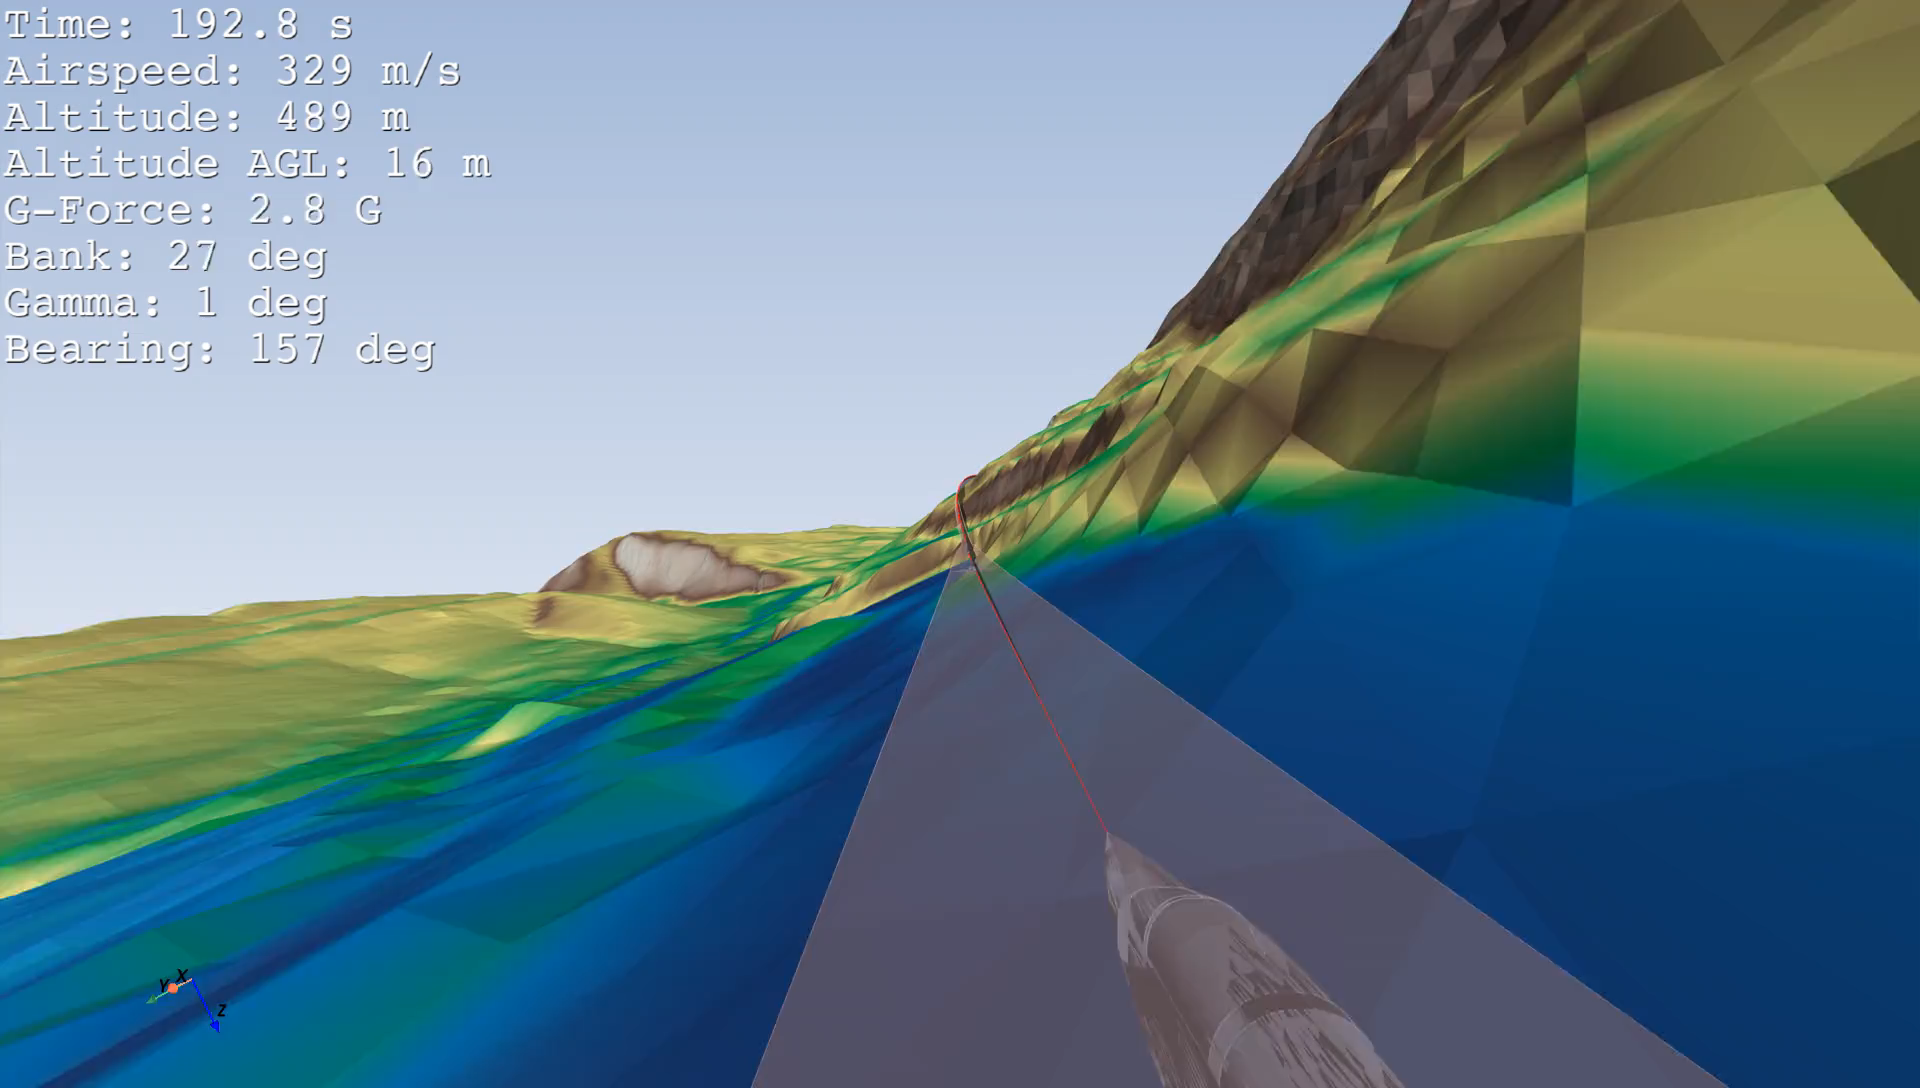 Time: 192.8 s
Airspeed: 329 m/s
Altitude: 489 m
Altitude AGL: 16 m
G-Force: 2.8 G
Bank: 27 deg
Gamma: 1 deg
Bearing: 157 deg
X
Y
Z